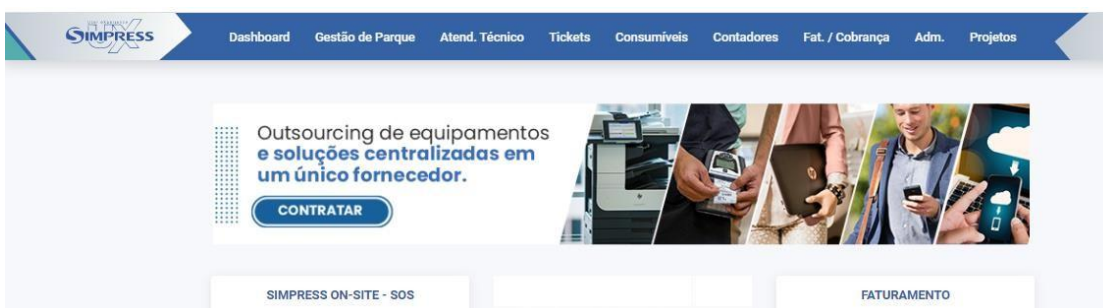 SIMPRESS
Dashboard Gestão de Parque Atend. Técnico Tickets Consumíveis Contadores Fat. / Cobrança Adm. Projetos
Outsourcing de equipamentos
e soluções centralizadas em
um único fornecedor.
CONTRATAR
SIMPRESS ON-SITE - SOS
FATURAMENTO